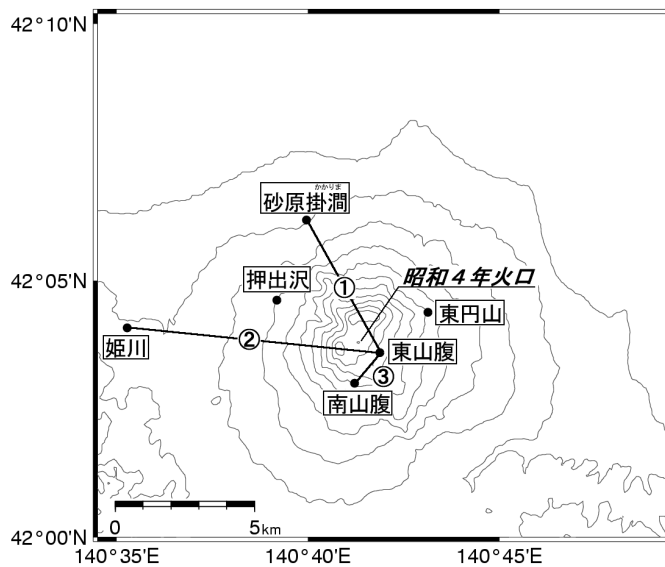 42°10'N
かかりま
砂原掛澗
押出沢
昭和4年火口
42°05'N
①
東円山
姫川
②
東山腹
③
南山腹
0
5km
42°00'N
140°35'E
140°40'E
140°45'E